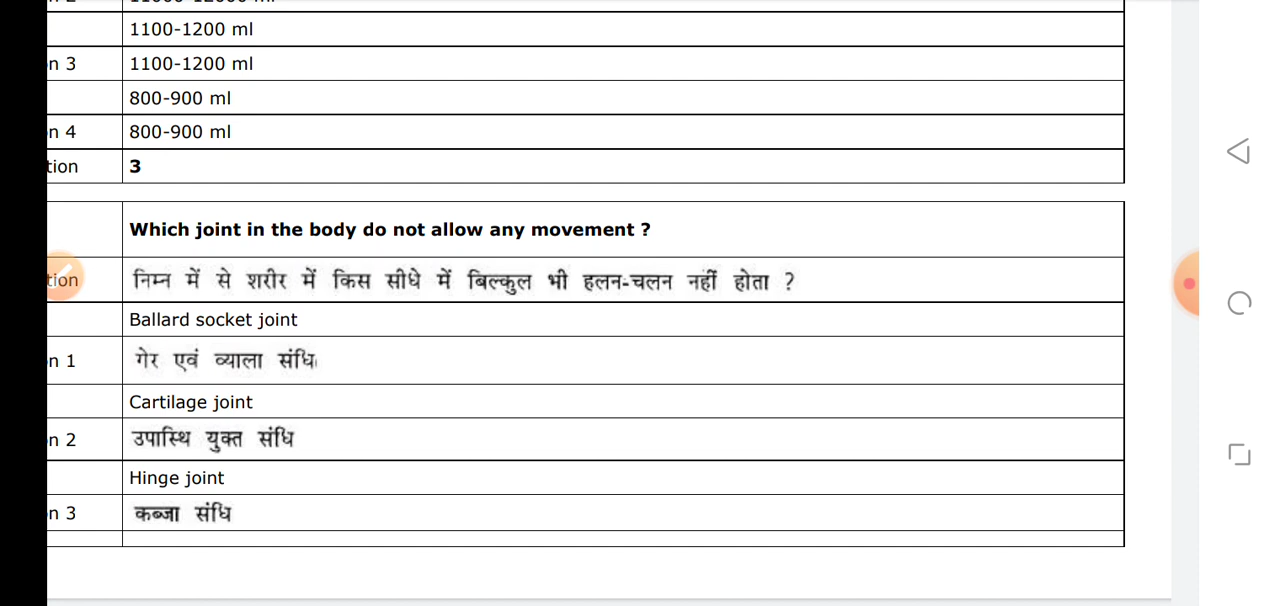 1100-1200 ml
n 3 1100-1200 ml
800-900 ml
n 4 800-900 ml
tion 3
Which joint in the body do not allow any movement ?
tion निम्न में से शरीर में किस सीधे में बिल्कुल भी हलन-चलन नहीं होता ?
Ballard socket joint
n 1 गेर एवं व्याला संधि
Cartilage joint
n 2 उपास्थि युक्त संधि
Hinge joint
n 3 कब्जा संधि